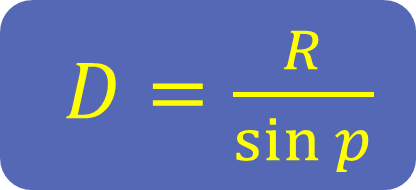 D = R / sin p